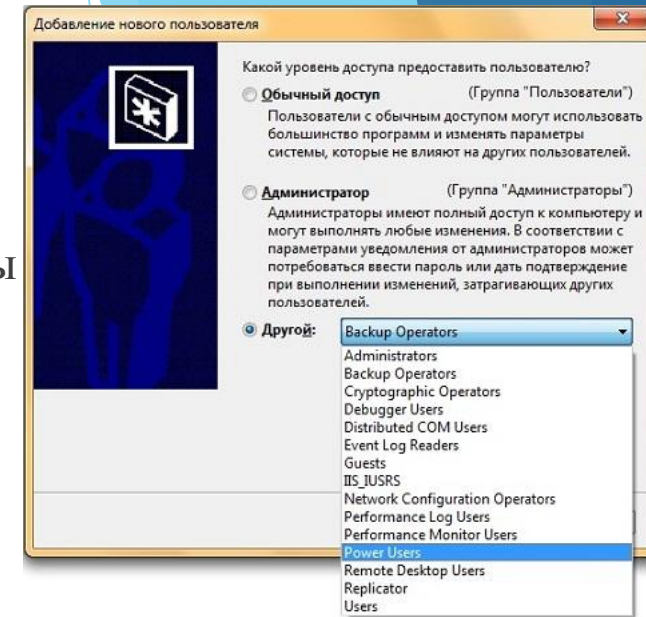 Добавление нового пользователя
Какой уровень доступа предоставить пользователю?
Обычный доступ (Группа "Пользователи")
Пользователи с обычным доступом могут использовать
большинство программ и изменять параметры
системы, которые не влияют на других пользователей.
Администратор (Группа "Администраторы")
Администраторы имеют полный доступ к компьютеру и
могут выполнять любые изменения. В соответствии с
параметрами уведомления от администраторов может
потребоваться ввести пароль или дать подтверждение
при выполнении изменений, затрагивающих других
пользователей.
ы
Другой: Backup Operators
Administrators
Backup Operators
Cryptographic Operators
Debugger Users
Distributed COM Users
Event Log Readers
Guests
IIS_IUSRS
Network Configuration Operators
Performance Log Users
Performance Monitor Users
Power Users
Remote Desktop Users
Replicator
Users